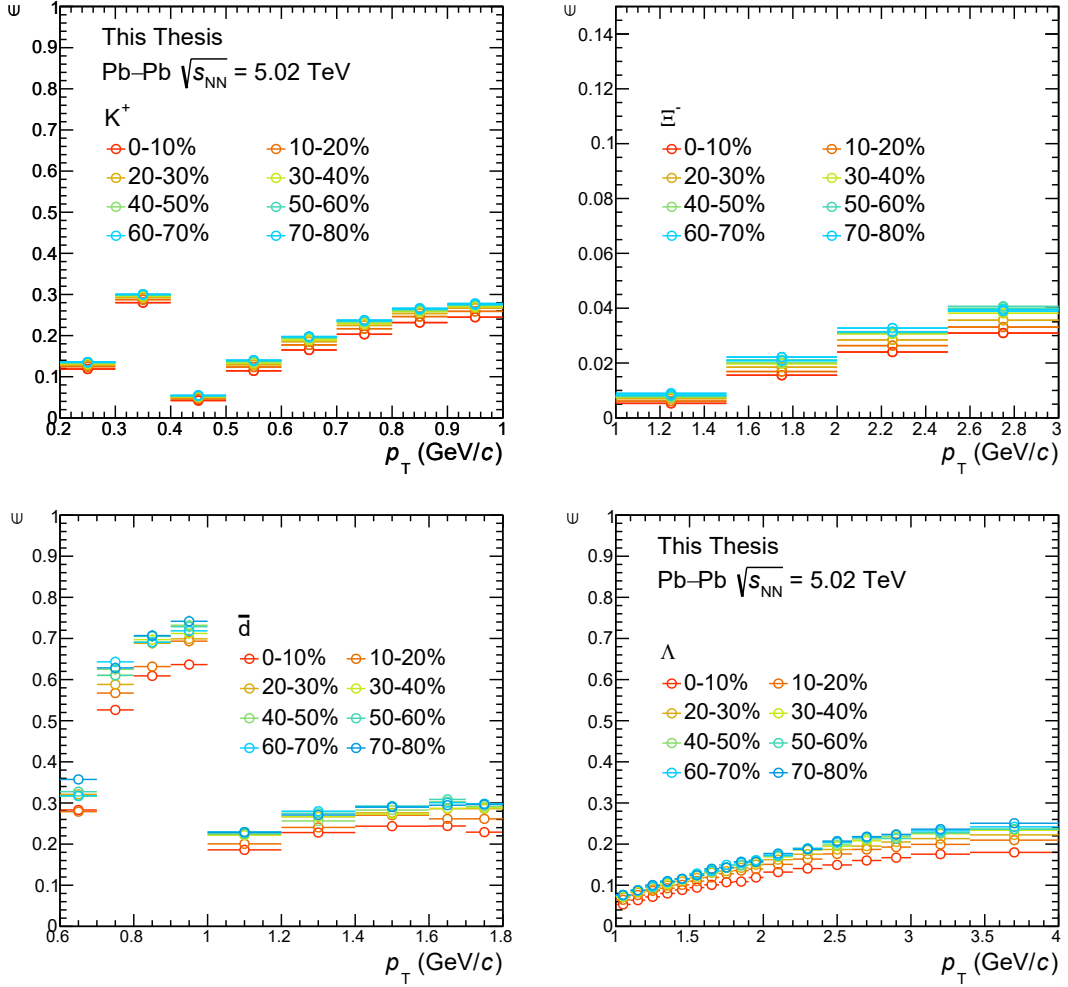 ϵ
1
0.9
0.8
0.7
0.6
0.5
0.4
0.3
0.2
0.1
0
This Thesis
Pb–Pb √sNN = 5.02 TeV
K+
0-10% 10-20%
20-30% 30-40%
40-50% 50-60%
60-70% 70-80%
0.2 0.3 0.4 0.5 0.6 0.7 0.8 0.9 1
pT (GeV/c)
ϵ
0.14
0.12
0.1
0.08
0.06
0.04
0.02
0
Ξ-
0-10% 10-20%
20-30% 30-40%
40-50% 50-60%
60-70% 70-80%
1 1.2 1.4 1.6 1.8 2 2.2 2.4 2.6 2.8 3
pT (GeV/c)
ϵ
1
0.9
0.8
0.7
0.6
0.5
0.4
0.3
0.2
0.1
0
d̅
0-10% 10-20%
20-30% 30-40%
40-50% 50-60%
60-70% 70-80%
0.6 0.8 1 1.2 1.4 1.6 1.8
pT (GeV/c)
ϵ
1
0.9
0.8
0.7
0.6
0.5
0.4
0.3
0.2
0.1
0
This Thesis
Pb–Pb √sNN = 5.02 TeV
Λ
0-10% 10-20%
20-30% 30-40%
40-50% 50-60%
60-70% 70-80%
1 1.5 2 2.5 3 3.5 4
pT (GeV/c)